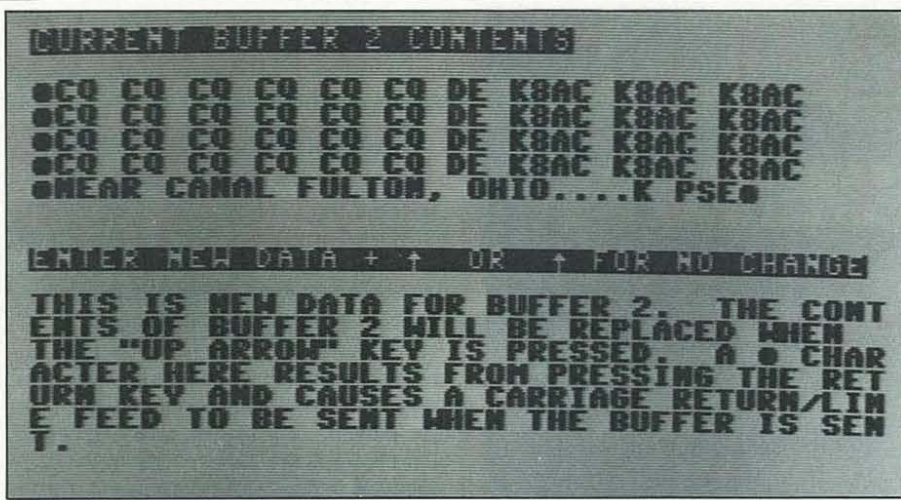 CURRENT BUFFER 2 CONTENTS
●CQ CQ CQ CQ CQ CQ DE K8AC K8AC K8AC
●CQ CQ CQ CQ CQ CQ DE K8AC K8AC K8AC
●CQ CQ CQ CQ CQ CQ DE K8AC K8AC K8AC
●CQ CQ CQ CQ CQ CQ DE K8AC K8AC K8AC
●NEAR CANAL FULTON, OHIO....K PSE●
ENTER NEW DATA + ↑ OR ↑ FOR NO CHANGE
THIS IS NEW DATA FOR BUFFER 2. THE CONT
ENTS OF BUFFER 2 WILL BE REPLACED WHEN
THE "UP ARROW" KEY IS PRESSED. A ● CHAR
ACTER HERE RESULTS FROM PRESSING THE RET
URN KEY AND CAUSES A CARRIAGE RETURN/LIN
E FEED TO BE SENT WHEN THE BUFFER IS SEN
T.